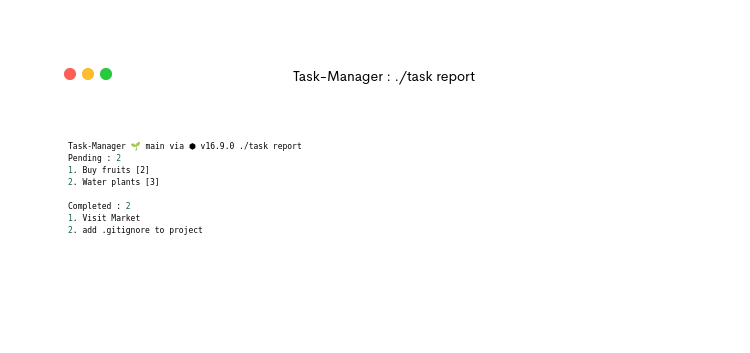 Task-Manager : ./task report
Task-Manager 🌱 main via ⬢ v16.9.0 ./task report
Pending : 2
1. Buy fruits [2]
2. Water plants [3]
Completed : 2
1. Visit Market
2. add .gitignore to project